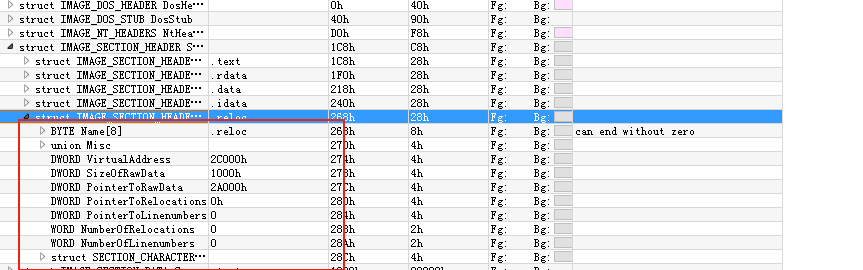 struct IMAGE_DOS_HEADER DosHe… 0h 40h Fg: Bg:
struct IMAGE_DOS_STUB DosStub 40h 90h Fg: Bg:
struct IMAGE_NT_HEADERS NtHea… D0h F8h Fg: Bg:
struct IMAGE_SECTION_HEADER S… 1C8h C8h Fg: Bg:
struct IMAGE_SECTION_HEADE… .text 1C8h 28h Fg: Bg:
struct IMAGE_SECTION_HEADE… .rdata 1F0h 28h Fg: Bg:
struct IMAGE_SECTION_HEADE… .data 218h 28h Fg: Bg:
struct IMAGE_SECTION_HEADE… .idata 240h 28h Fg: Bg:
struct IMAGE_SECTION_HEADE… .reloc 268h 28h Fg: Bg:
BYTE Name[8] .reloc 268h 8h Fg: Bg: can end without zero
union Misc 270h 4h Fg: Bg:
DWORD VirtualAddress 2C000h 274h 4h Fg: Bg:
DWORD SizeOfRawData 1000h 278h 4h Fg: Bg:
DWORD PointerToRawData 2A000h 27Ch 4h Fg: Bg:
DWORD PointerToRelocations 0h 280h 4h Fg: Bg:
DWORD PointerToLinenumbers 0 284h 4h Fg: Bg:
WORD NumberOfRelocations 0 288h 2h Fg: Bg:
WORD NumberOfLinenumbers 0 28Ah 2h Fg: Bg:
struct SECTION_CHARACTER… 28Ch 4h Fg: Bg: